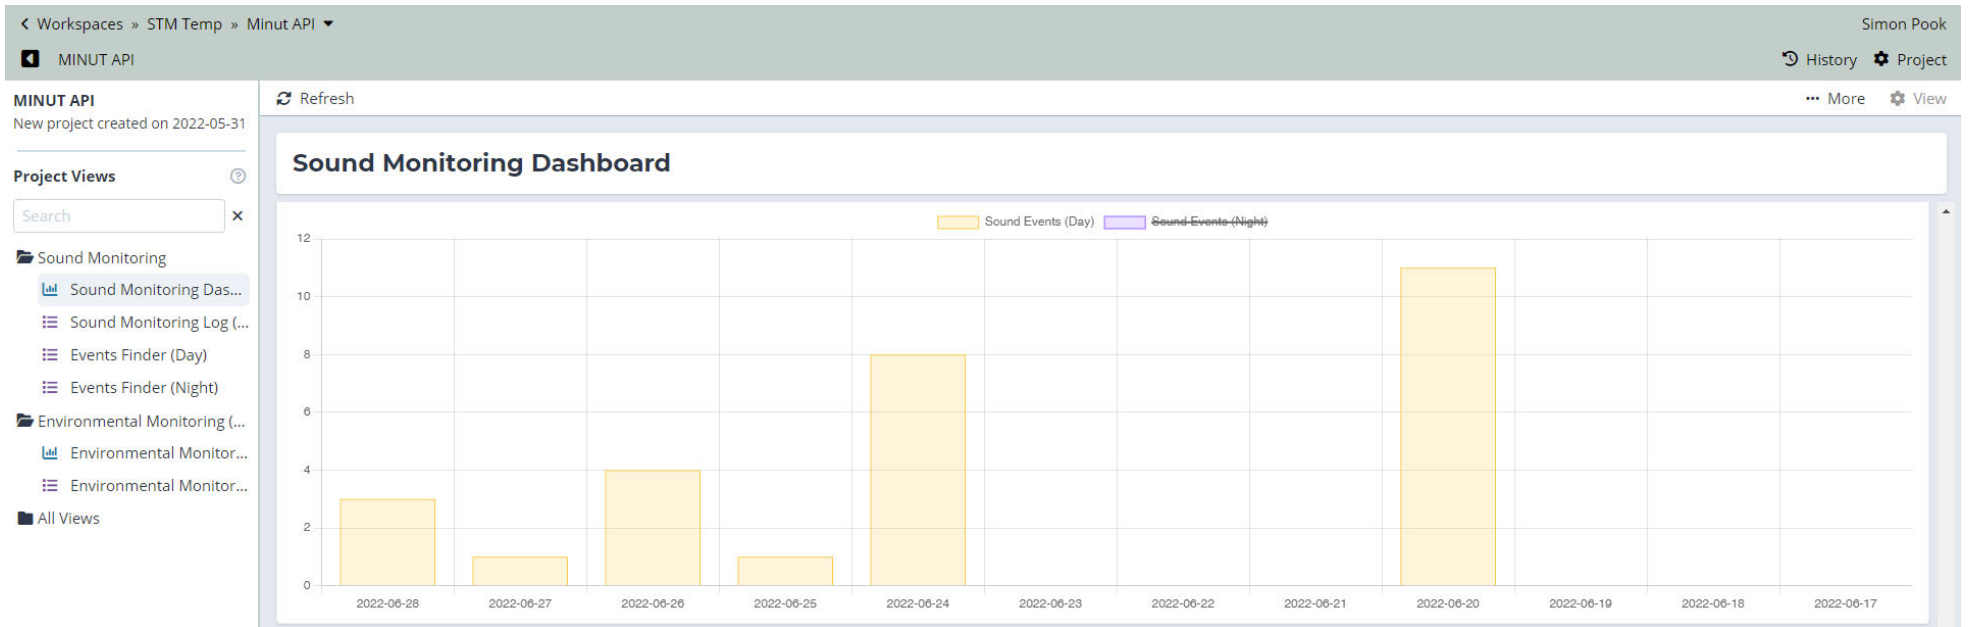 Workspaces » STM Temp » Minut API
Simon Pook
MINUT API
History Project
MINUT API
New project created on 2022-05-31
Refresh
... More View
Project Views
Search
Sound Monitoring
Sound Monitoring Das...
Sound Monitoring Log (...
Events Finder (Day)
Events Finder (Night)
Environmental Monitoring (...
Environmental Monitor...
Environmental Monitor...
All Views
Sound Monitoring Dashboard
Sound Events (Day) Sound Events (Night)
12
10
8
6
4
2
0
2022-06-28 2022-06-27 2022-06-26 2022-06-25 2022-06-24 2022-06-23 2022-06-22 2022-06-21 2022-06-20 2022-06-19 2022-06-18 2022-06-17